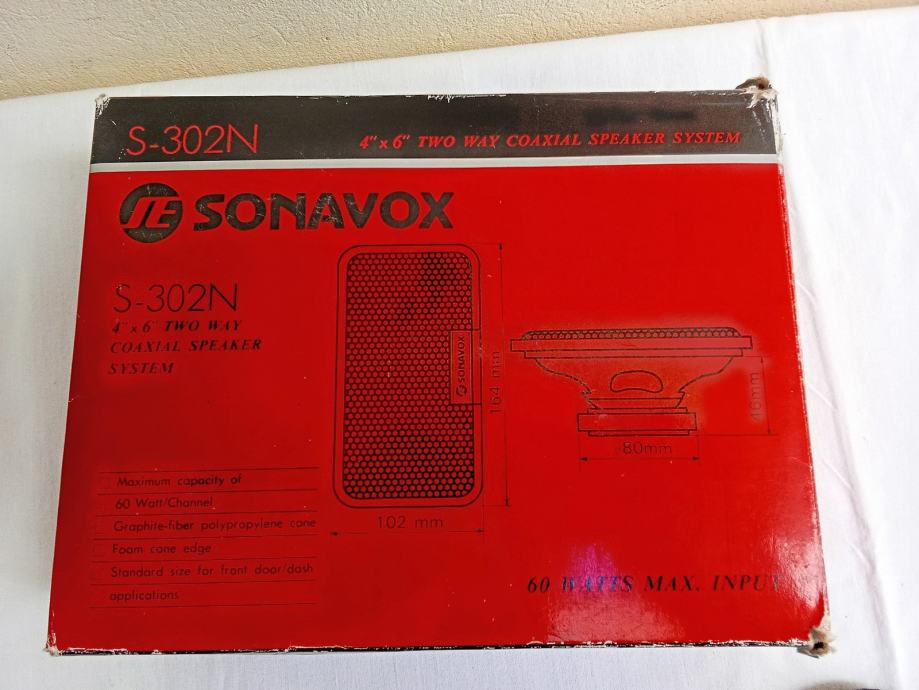 S-302N
4" x 6" TWO WAY COAXIAL SPEAKER SYSTEM
SONAVOX
S-302N
4" x 6" TWO WAY
COAXIAL SPEAKER
SYSTEM
SONAVOX
164 mm
46mm
80mm
102 mm
Maximum capacity of
60 Watt/Channel
Graphite-fiber polypropylene cone
Foam cone edge
Standard size for front door/dash
applications
60 WATTS MAX. INPUT